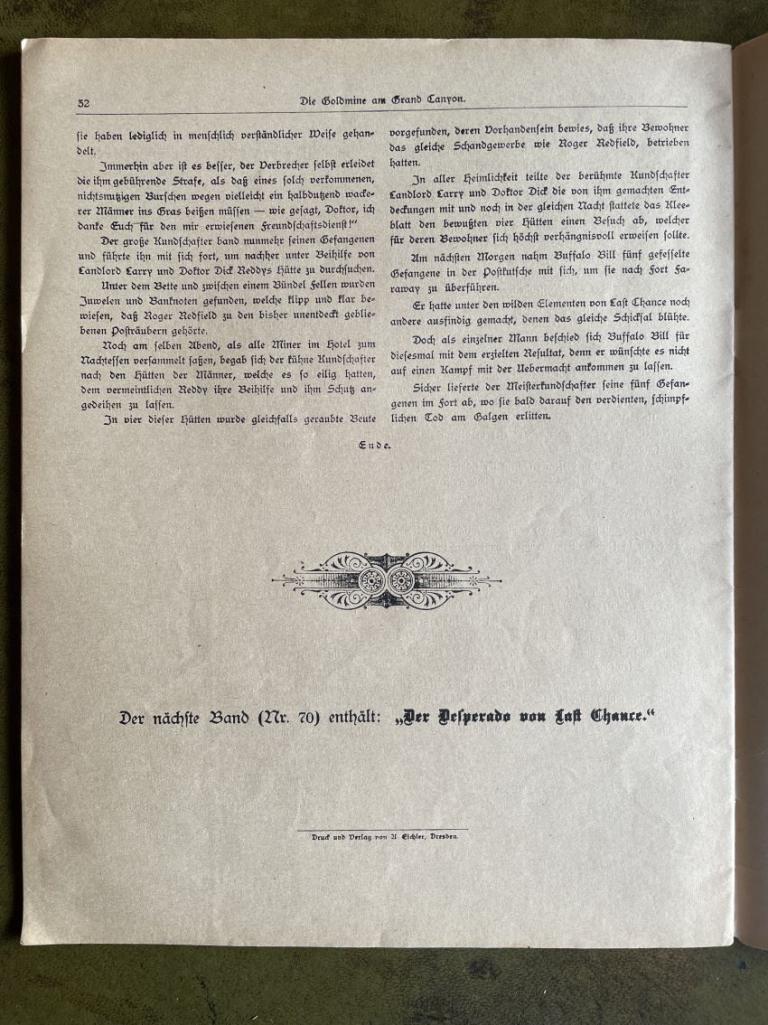 32
Die Goldmine am Grand Canyon.
sie haben lediglich in menschlich verständlicher Weise gehan-
delt.
Immerhin aber ist es besser, der Verbrecher selbst erleidet
die ihm gebührende Strafe, als daß eines solch verkommenen,
nichtsnutzigen Burschen wegen vielleicht ein halbdutzend wacke-
rer Männer ins Gras beißen müssen — wie gesagt, Doktor, ich
danke Euch für den mir erwiesenen Freundschaftsdienst!"
Der große Kundschafter band nunmehr seinen Gefangenen
und führte ihn mit sich fort, um nachher unter Beihilfe von
Landlord Larry und Doktor Dick Reddys Hütte zu durchsuchen.
Unter dem Bette und zwischen einem Bündel Fellen wurden
Juwelen und Banknoten gefunden, welche klipp und klar be-
wiesen, daß Roger Redfield zu den bisher unentdeckt geblie-
benen Posträubern gehörte.
Noch am selben Abend, als alle Miner im Hotel zum
Nachtessen versammelt saßen, begab sich der kühne Kundschafter
nach den Hütten der Männer, welche es so eilig hatten,
dem vermeintlichen Reddy ihre Beihilfe und ihm Schutz an-
gedeihen zu lassen.
In vier dieser Hütten wurde gleichfalls geraubte Beute
vorgefunden, deren Vorhandensein bewies, daß ihre Bewohner
das gleiche Schandgewerbe wie Roger Redfield, betrieben
hatten.
In aller Heimlichkeit teilte der berühmte Kundschafter
Landlord Larry und Doktor Dick die von ihm gemachten Ent-
deckungen mit und noch in der gleichen Nacht stattete das Klee-
blatt den bewußten vier Hütten einen Besuch ab, welcher
für deren Bewohner sich höchst verhängnisvoll erweisen sollte.
Am nächsten Morgen nahm Buffalo Bill fünf gefesselte
Gefangene in der Postkutsche mit sich, um sie nach Fort Fa-
raway zu überführen.
Er hatte unter den wilden Elementen von Last Chance noch
andere ausfindig gemacht, denen das gleiche Schicksal blühte.
Doch als einzelner Mann beschied sich Buffalo Bill für
diesesmal mit dem erzielten Resultat, denn er wünschte es nicht
auf einen Kampf mit der Uebermacht ankommen zu lassen.
Sicher lieferte der Meisterkundschafter seine fünf Gefan-
genen im Fort ab, wo sie bald darauf den verdienten, schimpf-
lichen Tod am Galgen erlitten.
Ende.
Der nächste Band (Nr. 70) enthält: „Der Desperado von Last Chance.“
Druck und Verlag von A. Eichler, Dresden.